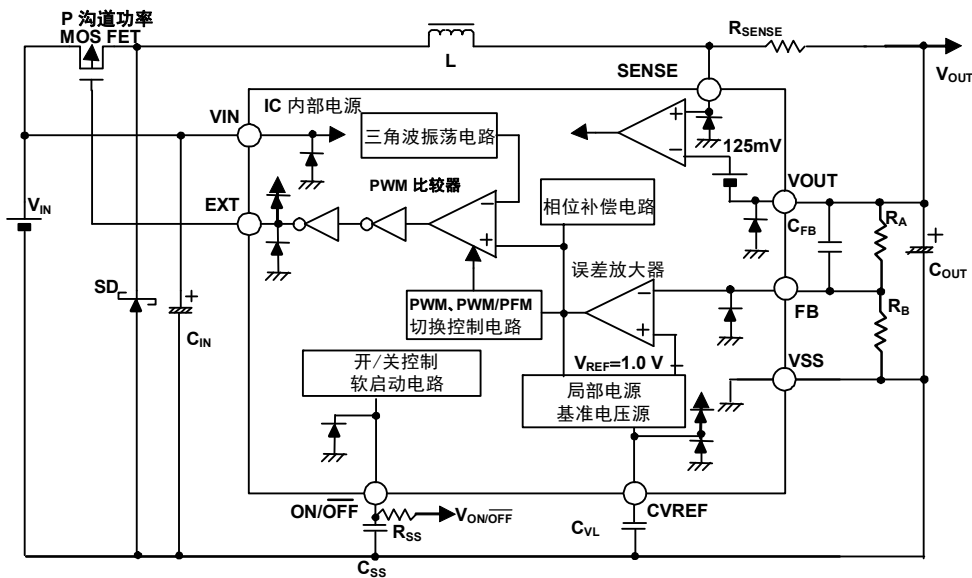 P 沟道功率
MOS FET
L
RSENSE
VOUT
SENSE
VIN
IC 内部电源
三角波振荡电路
125mV
PWM 比较器
VOUT
VIN
EXT
相位补偿电路
CFB
RA
COUT
误差放大器
SD
CIN
PWM、PWM/PFM
切换控制电路
FB
RB
开/关控制
软启动电路
VREF=1.0 V
VSS
局部电源
基准电压源
ON/OFF
VON/OFF
RSS
CSS
CVL
CVREF